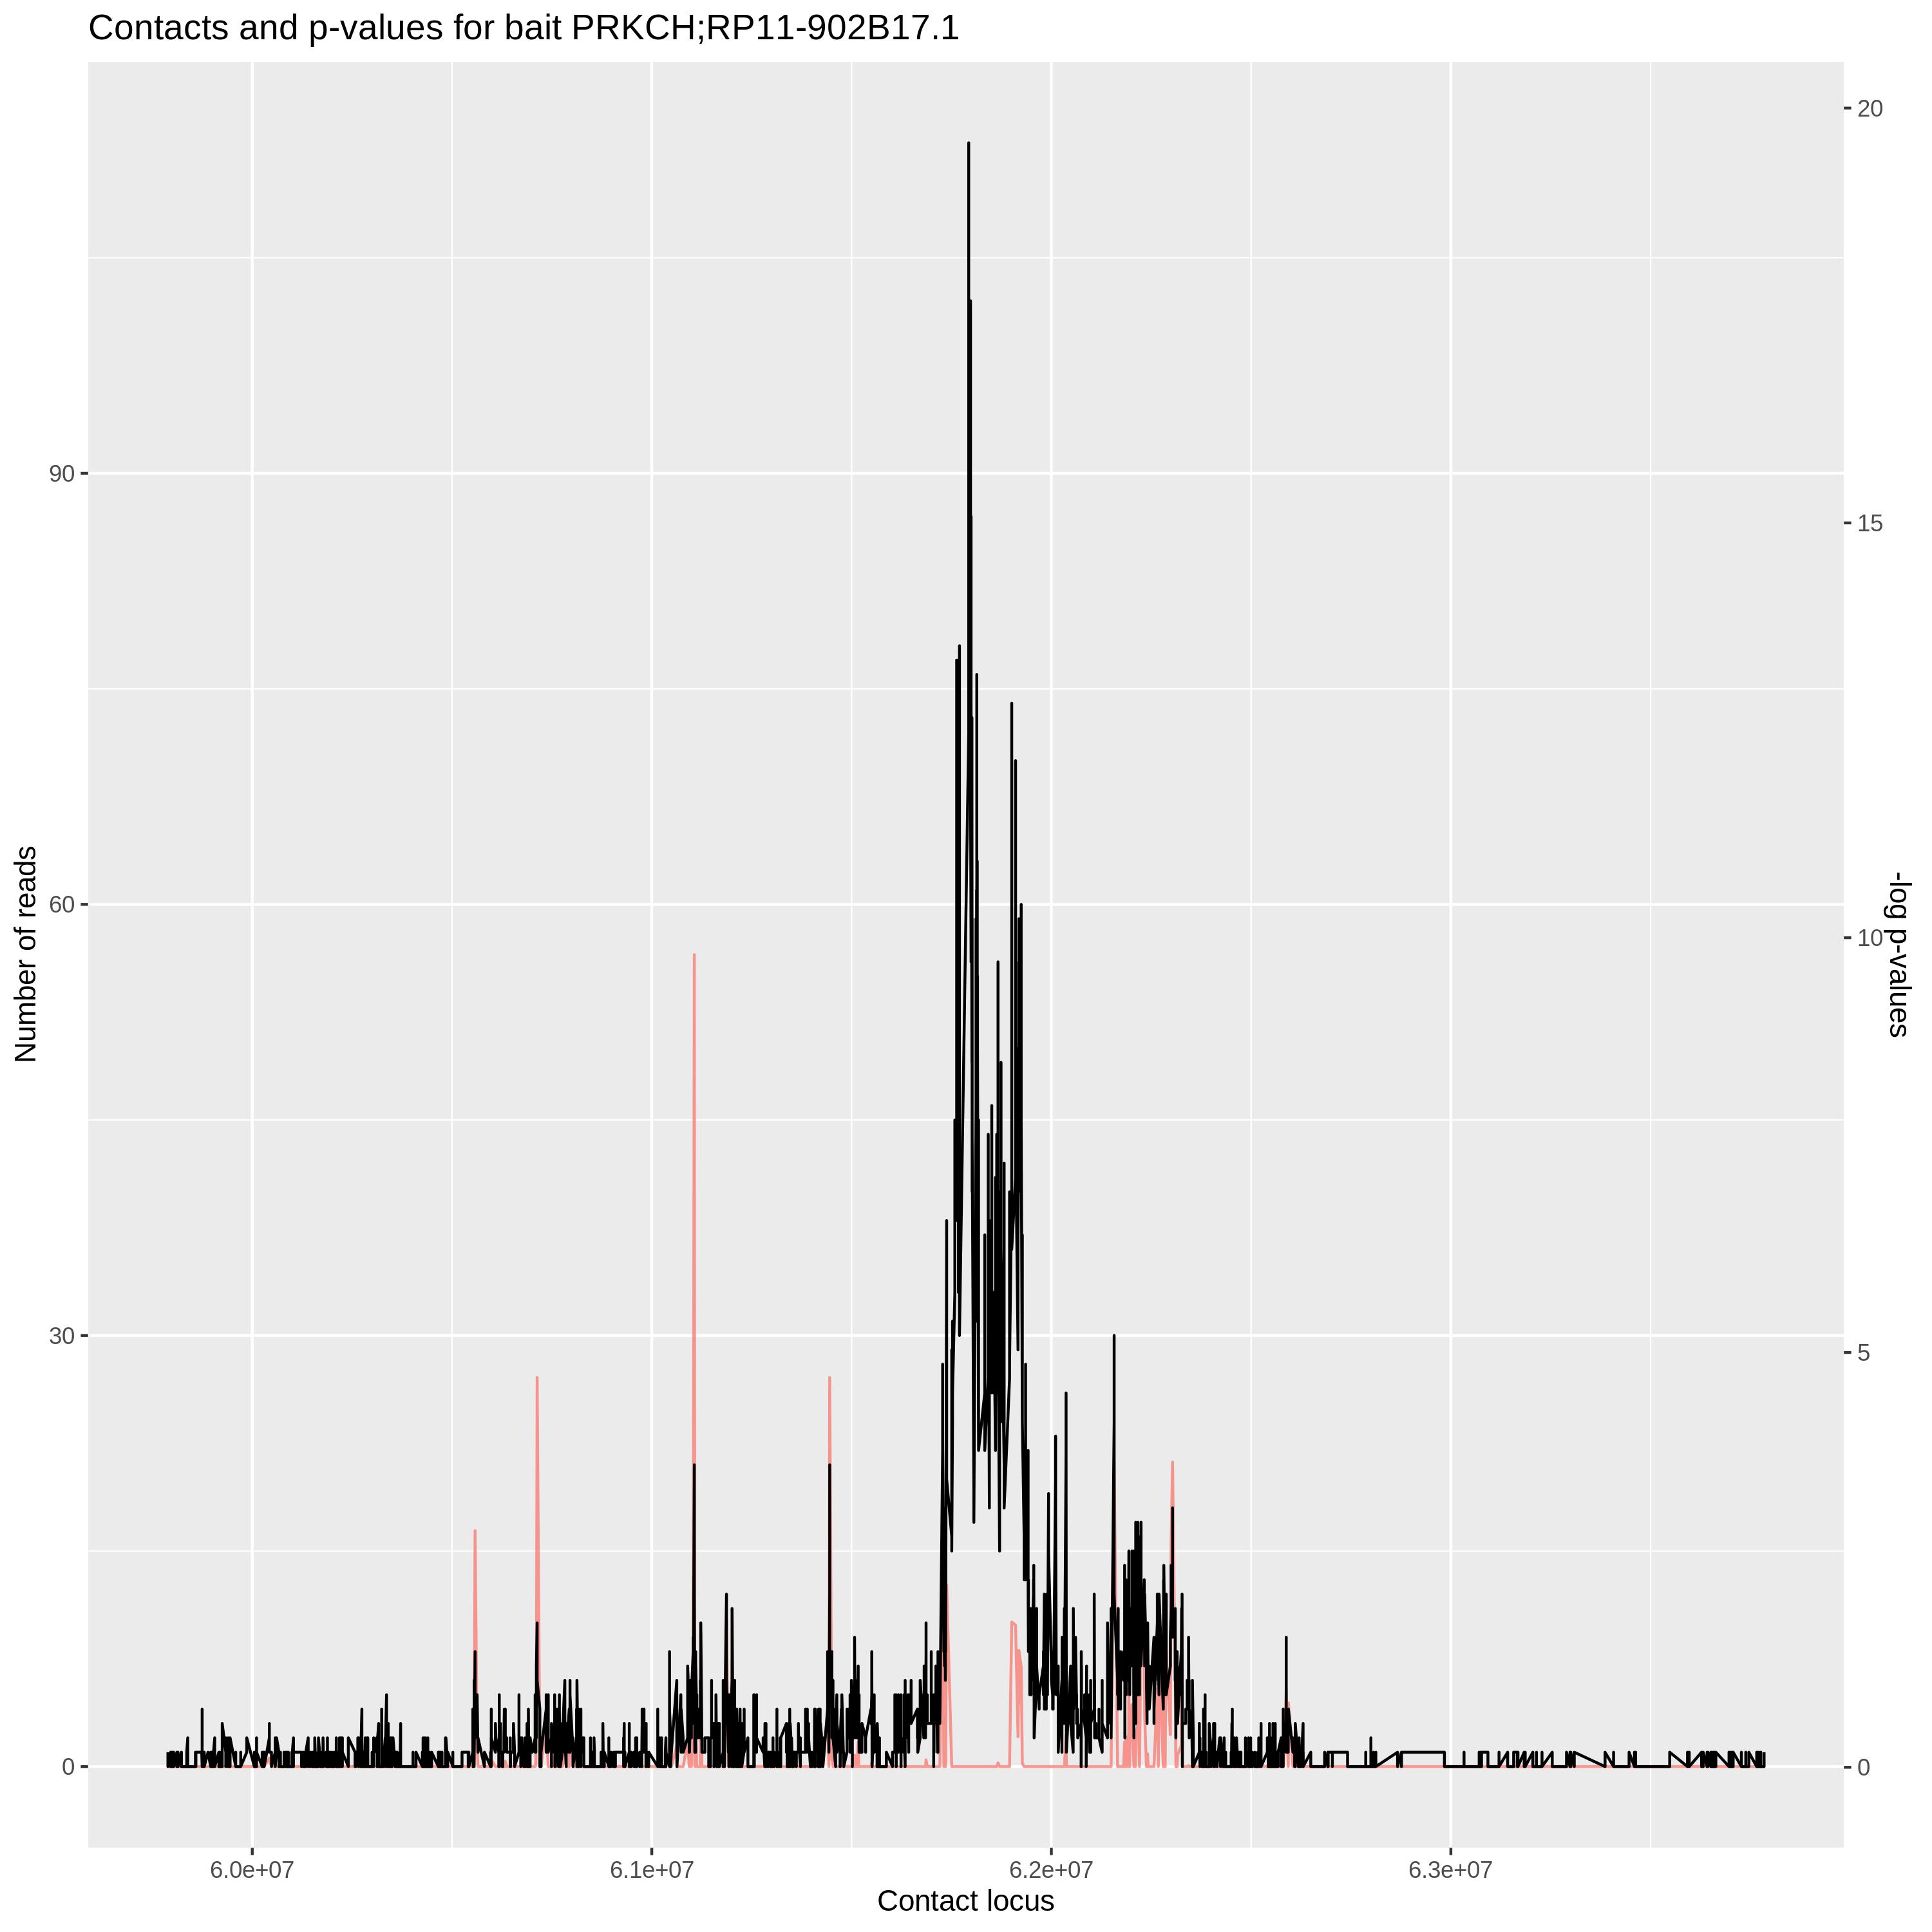 Contacts and p-values for bait PRKCH;RP11-902B17.1
Number of reads
90
60
30
0
20
15
10
5
0
-log p-values
6.0e+07 6.1e+07 6.2e+07 6.3e+07
Contact locus